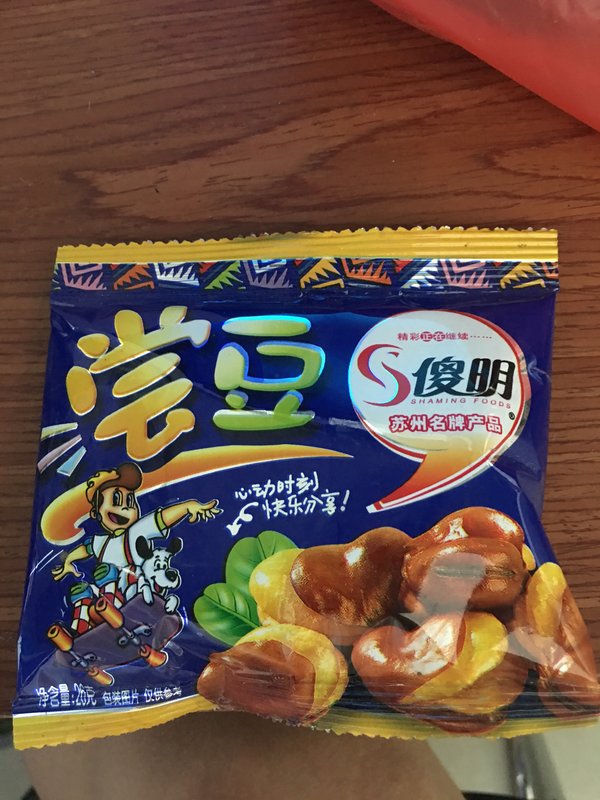 尝豆
精彩正在继续……
傻明
SHAMING FOODS
苏州名牌产品
心动时刻
快乐分享!
净含量:26克 包装图片 仅供参考